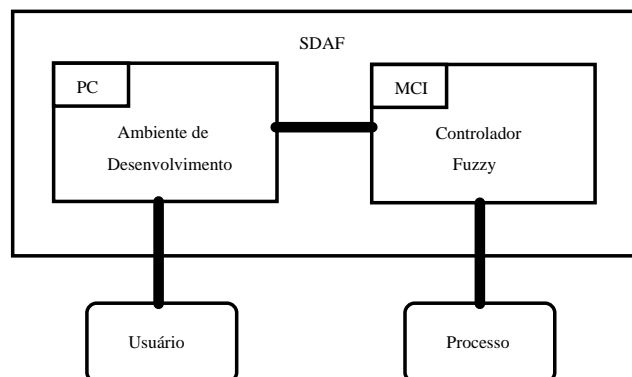 SDAF
PC
Ambiente de
Desenvolvimento
MCI
Controlador
Fuzzy
Usuário
Processo